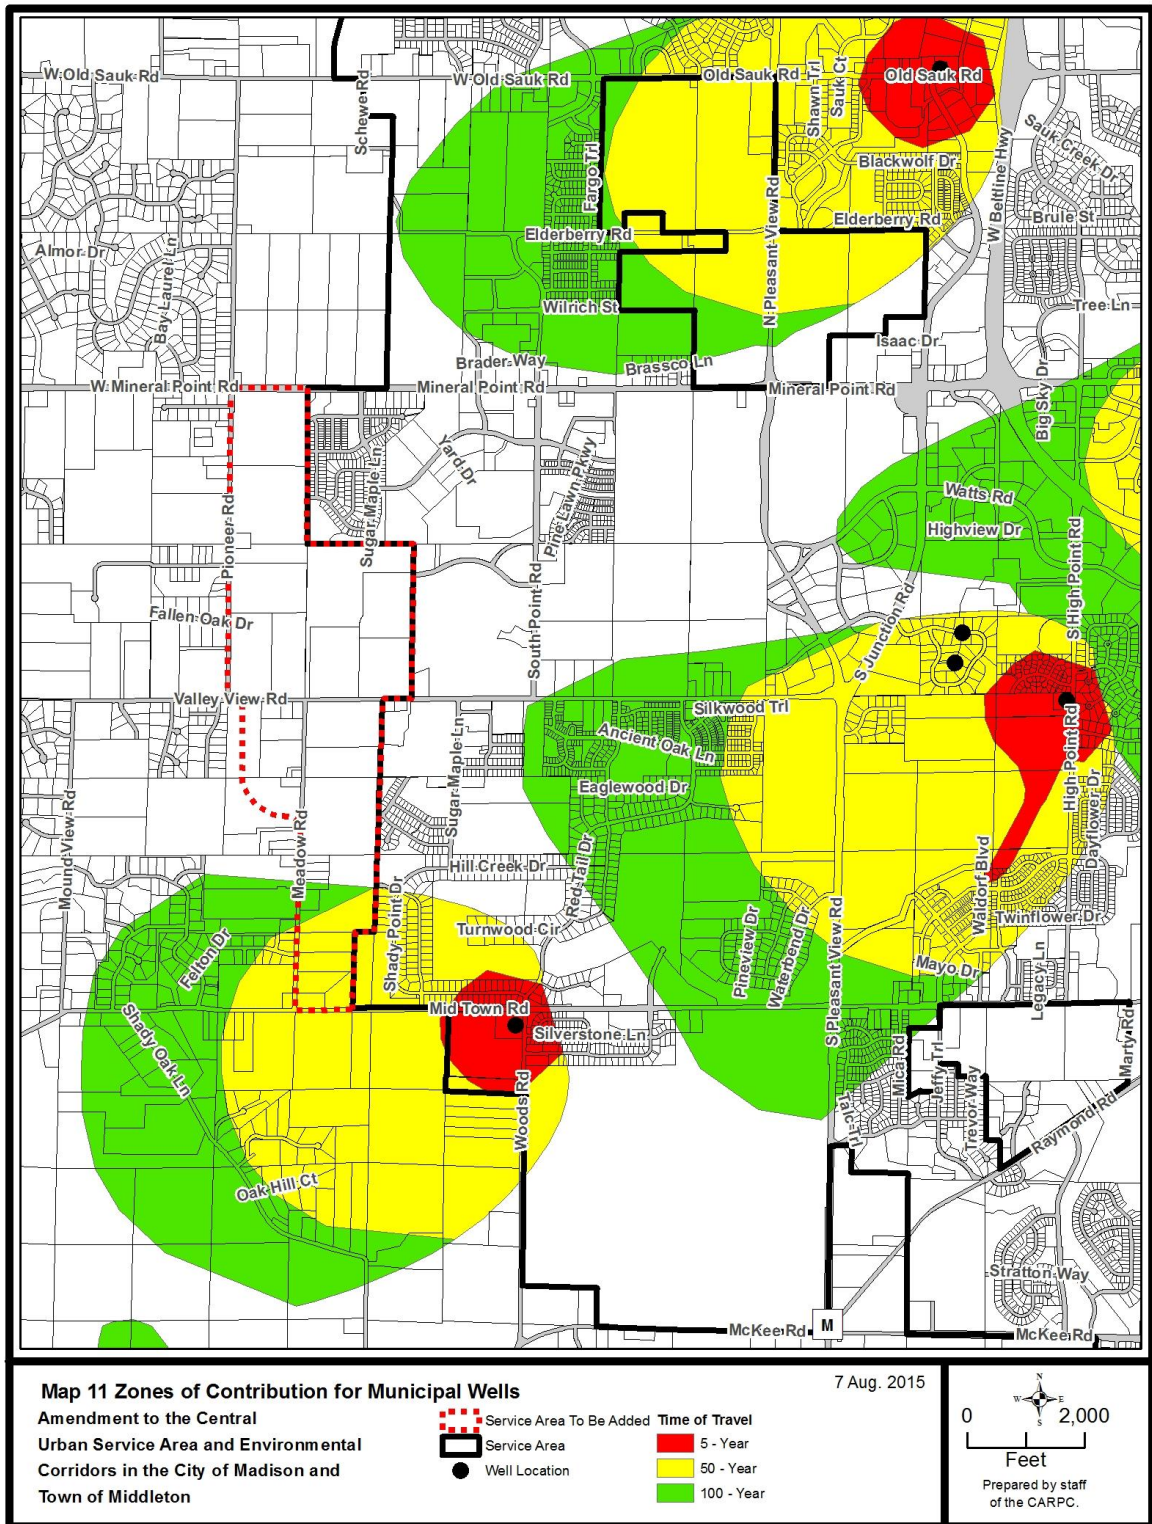 W Old Sauk Rd
Schewe Rd
W Old Sauk Rd
Old Sauk Rd
Shawn Trl
Sauk Ct
Old Sauk Rd
W Beltline Hwy
Sauk Creek Dr
Fargo Trl
Blackwolf Dr
Almor Dr
Bay Laurel Ln
Elderberry Rd
N Pleasant View Rd
Elderberry Rd
Brule St
Wilrich St
Tree Ln
Isaac Dr
Brader Way
Brassco Ln
W Mineral Point Rd
Mineral Point Rd
Mineral Point Rd
Big Sky Dr
Sugar Maple Ln
Yard Dr
Pine Lawn Pkwy
Pioneer Rd
Watts Rd
Highview Dr
S High Point Rd
Fallen Oak Dr
South Point Rd
S Junction Rd
Valley View Rd
Silkwood Trl
Ancient Oak Ln
Sugar Maple Ln
Eaglewood Dr
High Point Rd
Dayflower Dr
Mound View Rd
Meadow Rd
Hill Creek Dr
Red Tail Dr
Waldorf Blvd
Twinflower Dr
Felton Dr
Shady Point Dr
Turnwood Cir
Pineview Dr
Waterbend Dr
S Pleasant View Rd
Mayo Dr
Legacy Ln
Shady Oak Ln
Mid Town Rd
Silverstone Ln
Mica Rd
Jeffy Trl
Trevor Way
Marty Rd
Woods Rd
Talc Trl
Raymond Rd
Oak Hill Ct
Stratton Way
M
McKee Rd
McKee Rd
Map 11 Zones of Contribution for Municipal Wells
Amendment to the Central
Urban Service Area and Environmental
Corridors in the City of Madison and
Town of Middleton
Service Area To Be Added
Service Area
Well Location
Time of Travel
5 - Year
50 - Year
100 - Year
7 Aug. 2015
N
W E
S
0 2,000
Feet
Prepared by staff
of the CARPC.